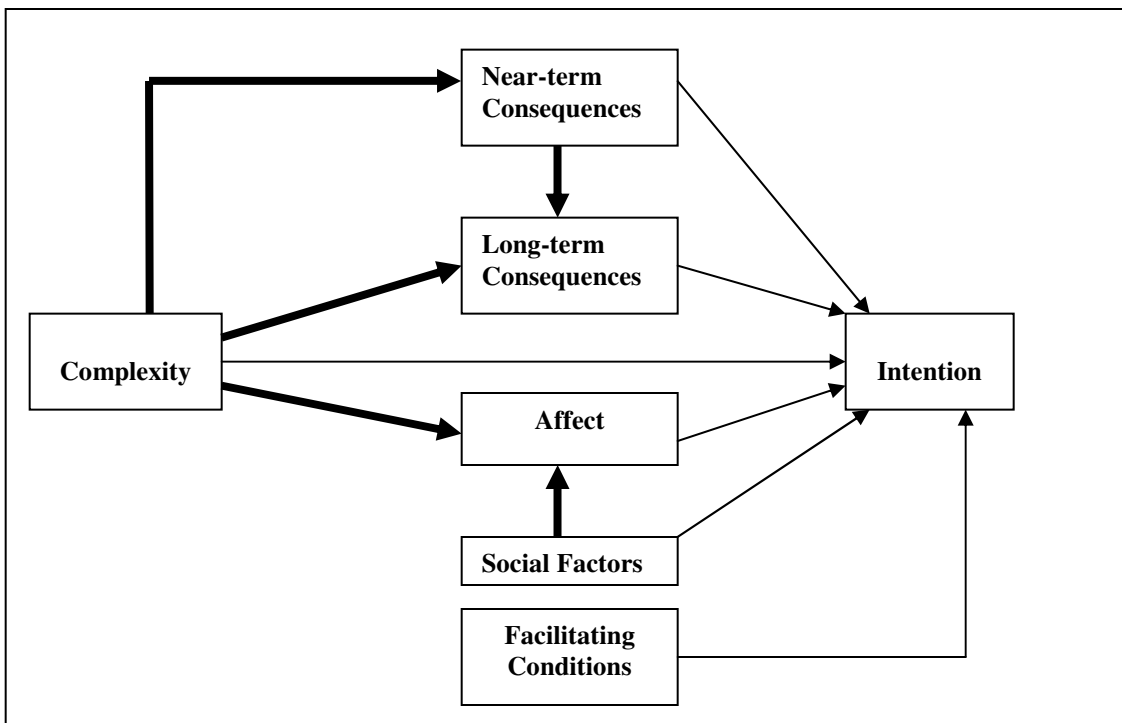 Near-term
Consequences
Long-term
Consequences
Complexity
Intention
Affect
Social Factors
Facilitating
Conditions